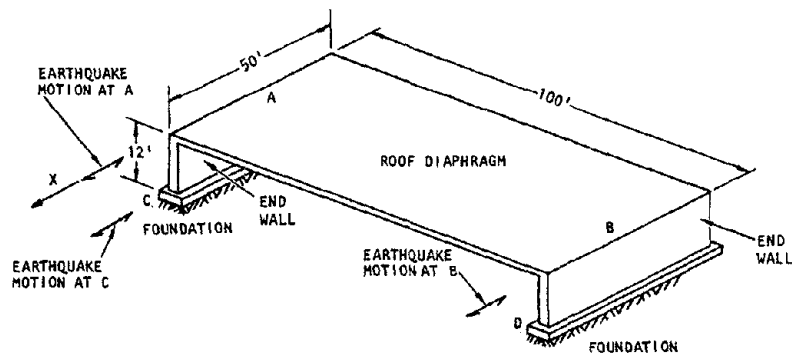 50'
EARTHQUAKE
MOTION AT A
A
100'
12'
ROOF DIAPHRAGM
X
C.
END
WALL
FOUNDATION
B
EARTHQUAKE
MOTION AT C
EARTHQUAKE
MOTION AT B
END
WALL
D
FOUNDATION